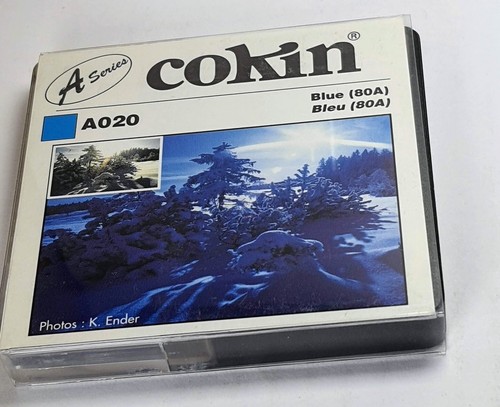 A Series
cokin®
Blue (80A)
Bleu (80A)
A020
Photos : K. Ender